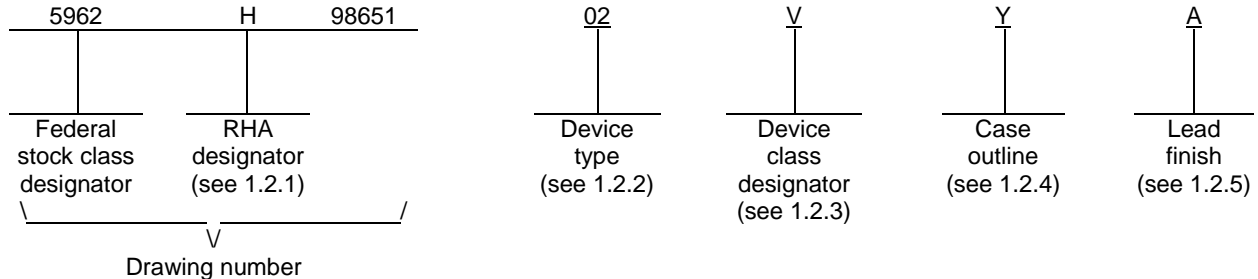 5962 H 98651 02 V Y A
Federal stock class designator
RHA designator (see 1.2.1)
Device type (see 1.2.2)
Device class designator (see 1.2.3)
Case outline (see 1.2.4)
Lead finish (see 1.2.5)
Drawing number